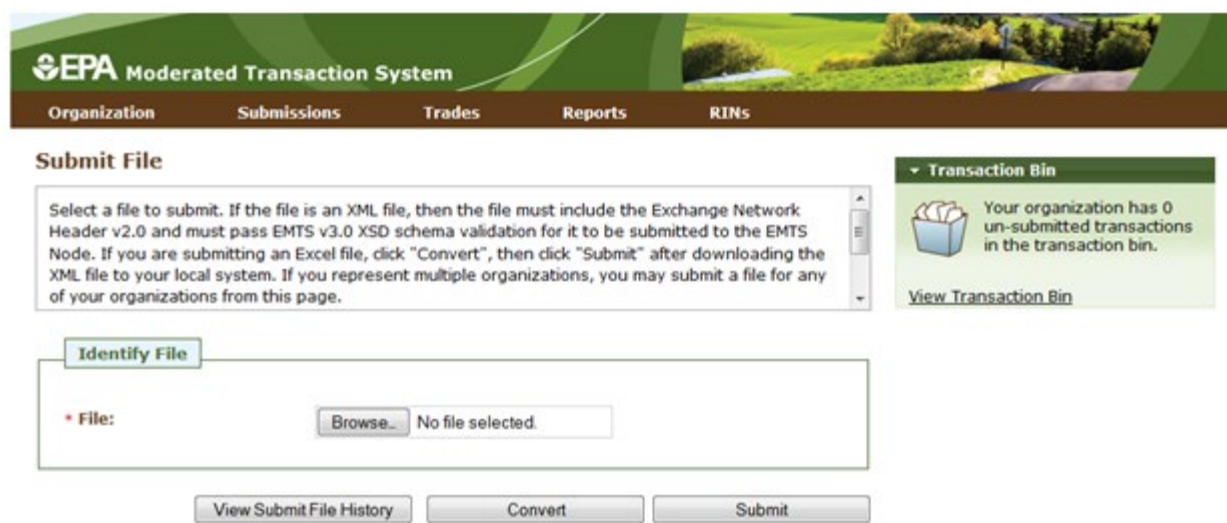 EPA Moderated Transaction System
Organization Submissions Trades Reports RINs
Submit File
Select a file to submit. If the file is an XML file, then the file must include the Exchange Network
Header v2.0 and must pass EMTS v3.0 XSD schema validation for it to be submitted to the EMTS
Node. If you are submitting an Excel file, click "Convert", then click "Submit" after downloading the
XML file to your local system. If you represent multiple organizations, you may submit a file for any
of your organizations from this page.
Transaction Bin
Your organization has 0
un-submitted transactions
in the transaction bin.
View Transaction Bin
Identify File
* File:
Browse.. No file selected.
View Submit File History Convert Submit